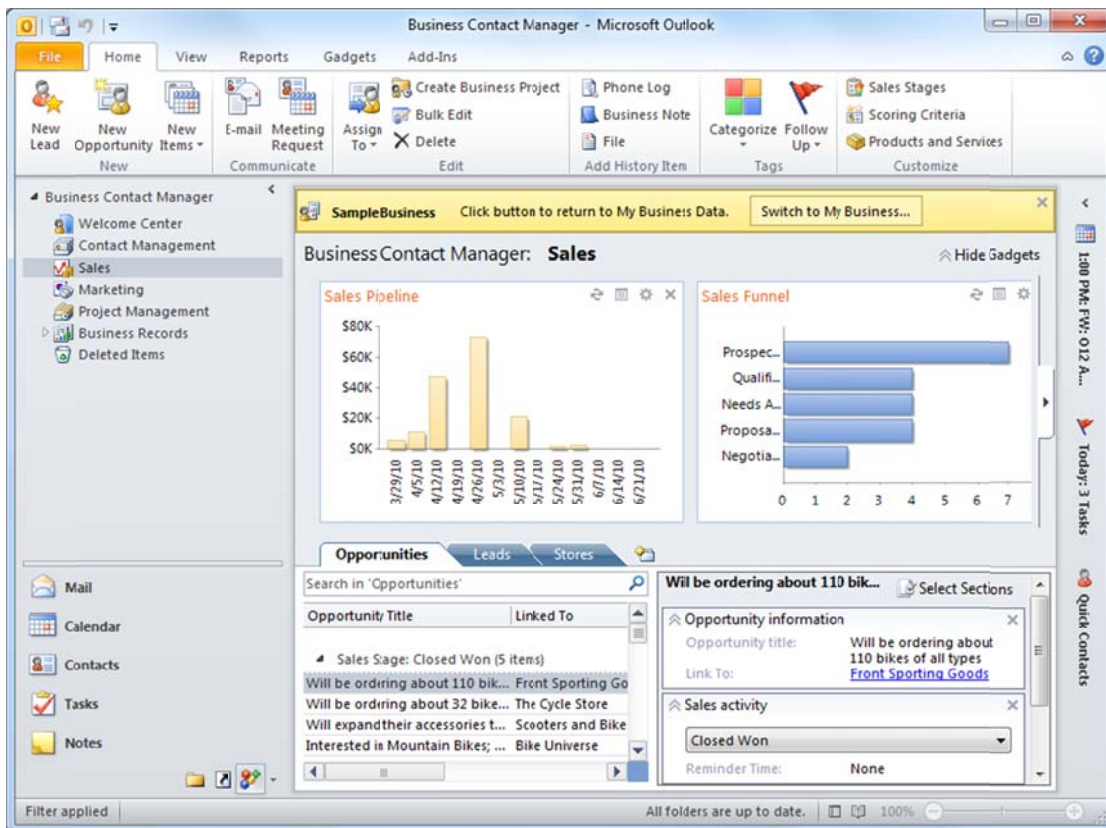 Business Contact Manager - Microsoft Outlook
File Home View Reports Gadgets Add-Ins
New Lead
New Opportunity
New Items
New
E-mail
Meeting Request
Communicate
Assign To
Create Business Project
Bulk Edit
Delete
Edit
Phone Log
Business Note
File
Add History Item
Categorize
Follow Up
Tags
Sales Stages
Scoring Criteria
Products and Services
Customize
Business Contact Manager
Welcome Center
Contact Management
Sales
Marketing
Project Management
Business Records
Deleted Items
Mail
Calendar
Contacts
Tasks
Notes
SampleBusiness Click button to return to My Business Data. Switch to My Business...
Business Contact Manager: Sales
Hide Gadgets
Sales Pipeline
$80K
$60K
$40K
$20K
$0K
3/29/10
4/5/10
4/12/10
4/19/10
4/26/10
5/3/10
5/10/10
5/17/10
5/24/10
5/31/10
6/7/10
6/14/10
6/21/10
Sales Funnel
Prospec...
Qualifi...
Needs A...
Proposa...
Negotia...
0 1 2 3 4 5 6 7
Opportunities Leads Stores
Search in 'Opportunities'
Opportunity Title Linked To
Sales Stage: Closed Won (5 items)
Will be ordering about 110 bik... Front Sporting Go
Will be ordering about 32 bike... The Cycle Store
Will expand their accessories t... Scooters and Bike
Interested in Mountain Bikes; ... Bike Universe
Will be ordering about 110 bik... Select Sections
Opportunity information
Opportunity title: Will be ordering about
110 bikes of all types
Link To: Front Sporting Goods
Sales activity
Closed Won
Reminder Time: None
1:00 PM: FW: O12 A...
Today: 3 Tasks
Quick Contacts
Filter applied
All folders are up to date. 100%